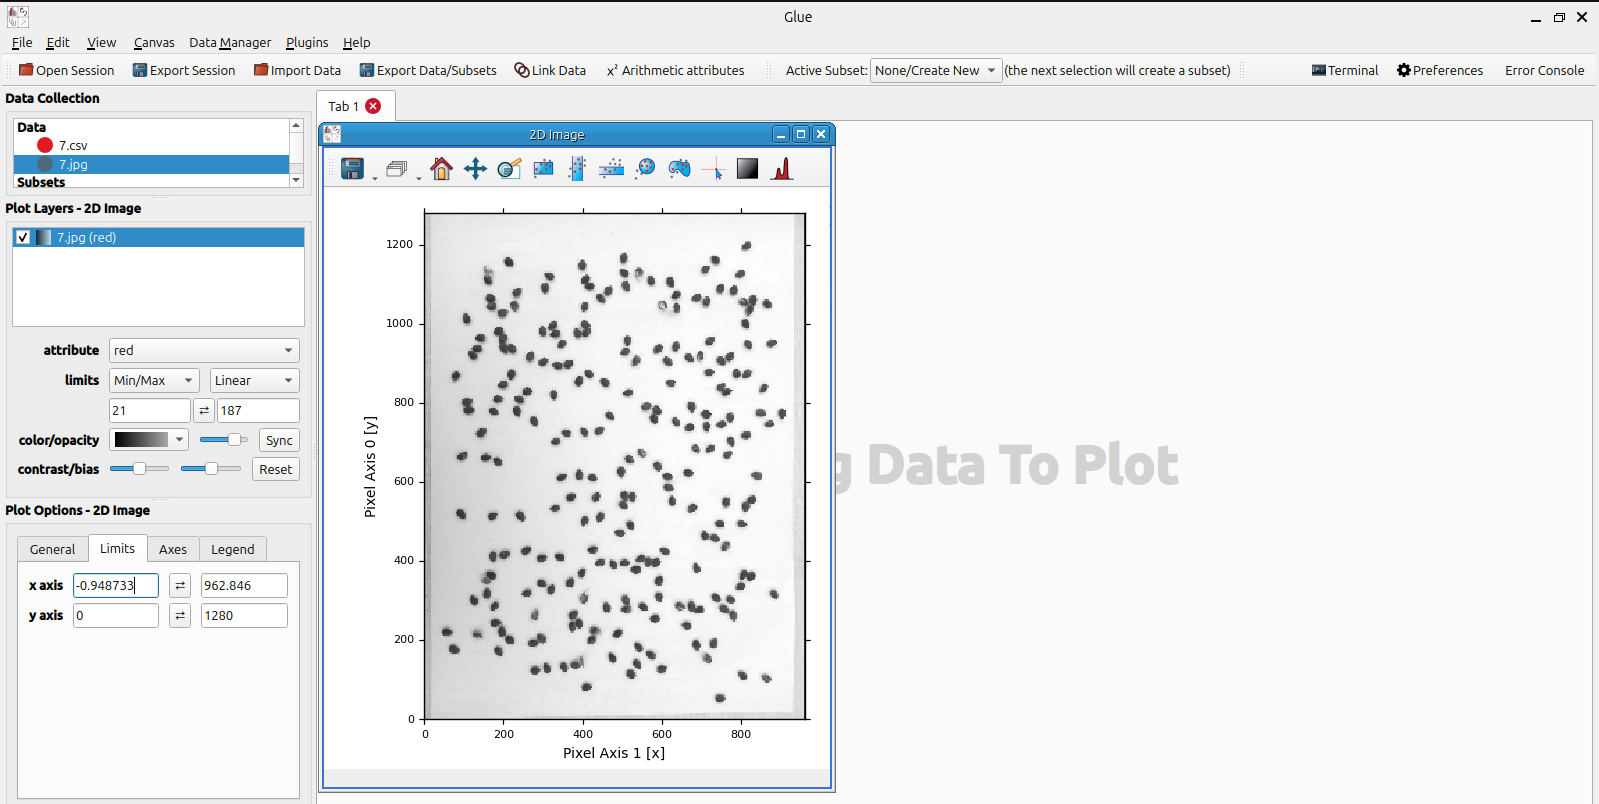 Glue
File Edit View Canvas Data Manager Plugins Help
Open Session Export Session Import Data Export Data/Subsets Link Data x² Arithmetic attributes Active Subset: None/Create New (the next selection will create a subset) Terminal Preferences Error Console
Data Collection
Data
7.csv
7.jpg
Subsets
Plot Layers - 2D Image
7.jpg (red)
attribute red
limits Min/Max Linear
21 187
color/opacity Sync
contrast/bias Reset
Plot Options - 2D Image
General Limits Axes Legend
x axis -0.948733 962.846
y axis 0 1280
Tab 1
2D Image
1200
1000
800
600
400
200
0
0 200 400 600 800
Pixel Axis 0 [y]
Pixel Axis 1 [x]
g Data To Plot